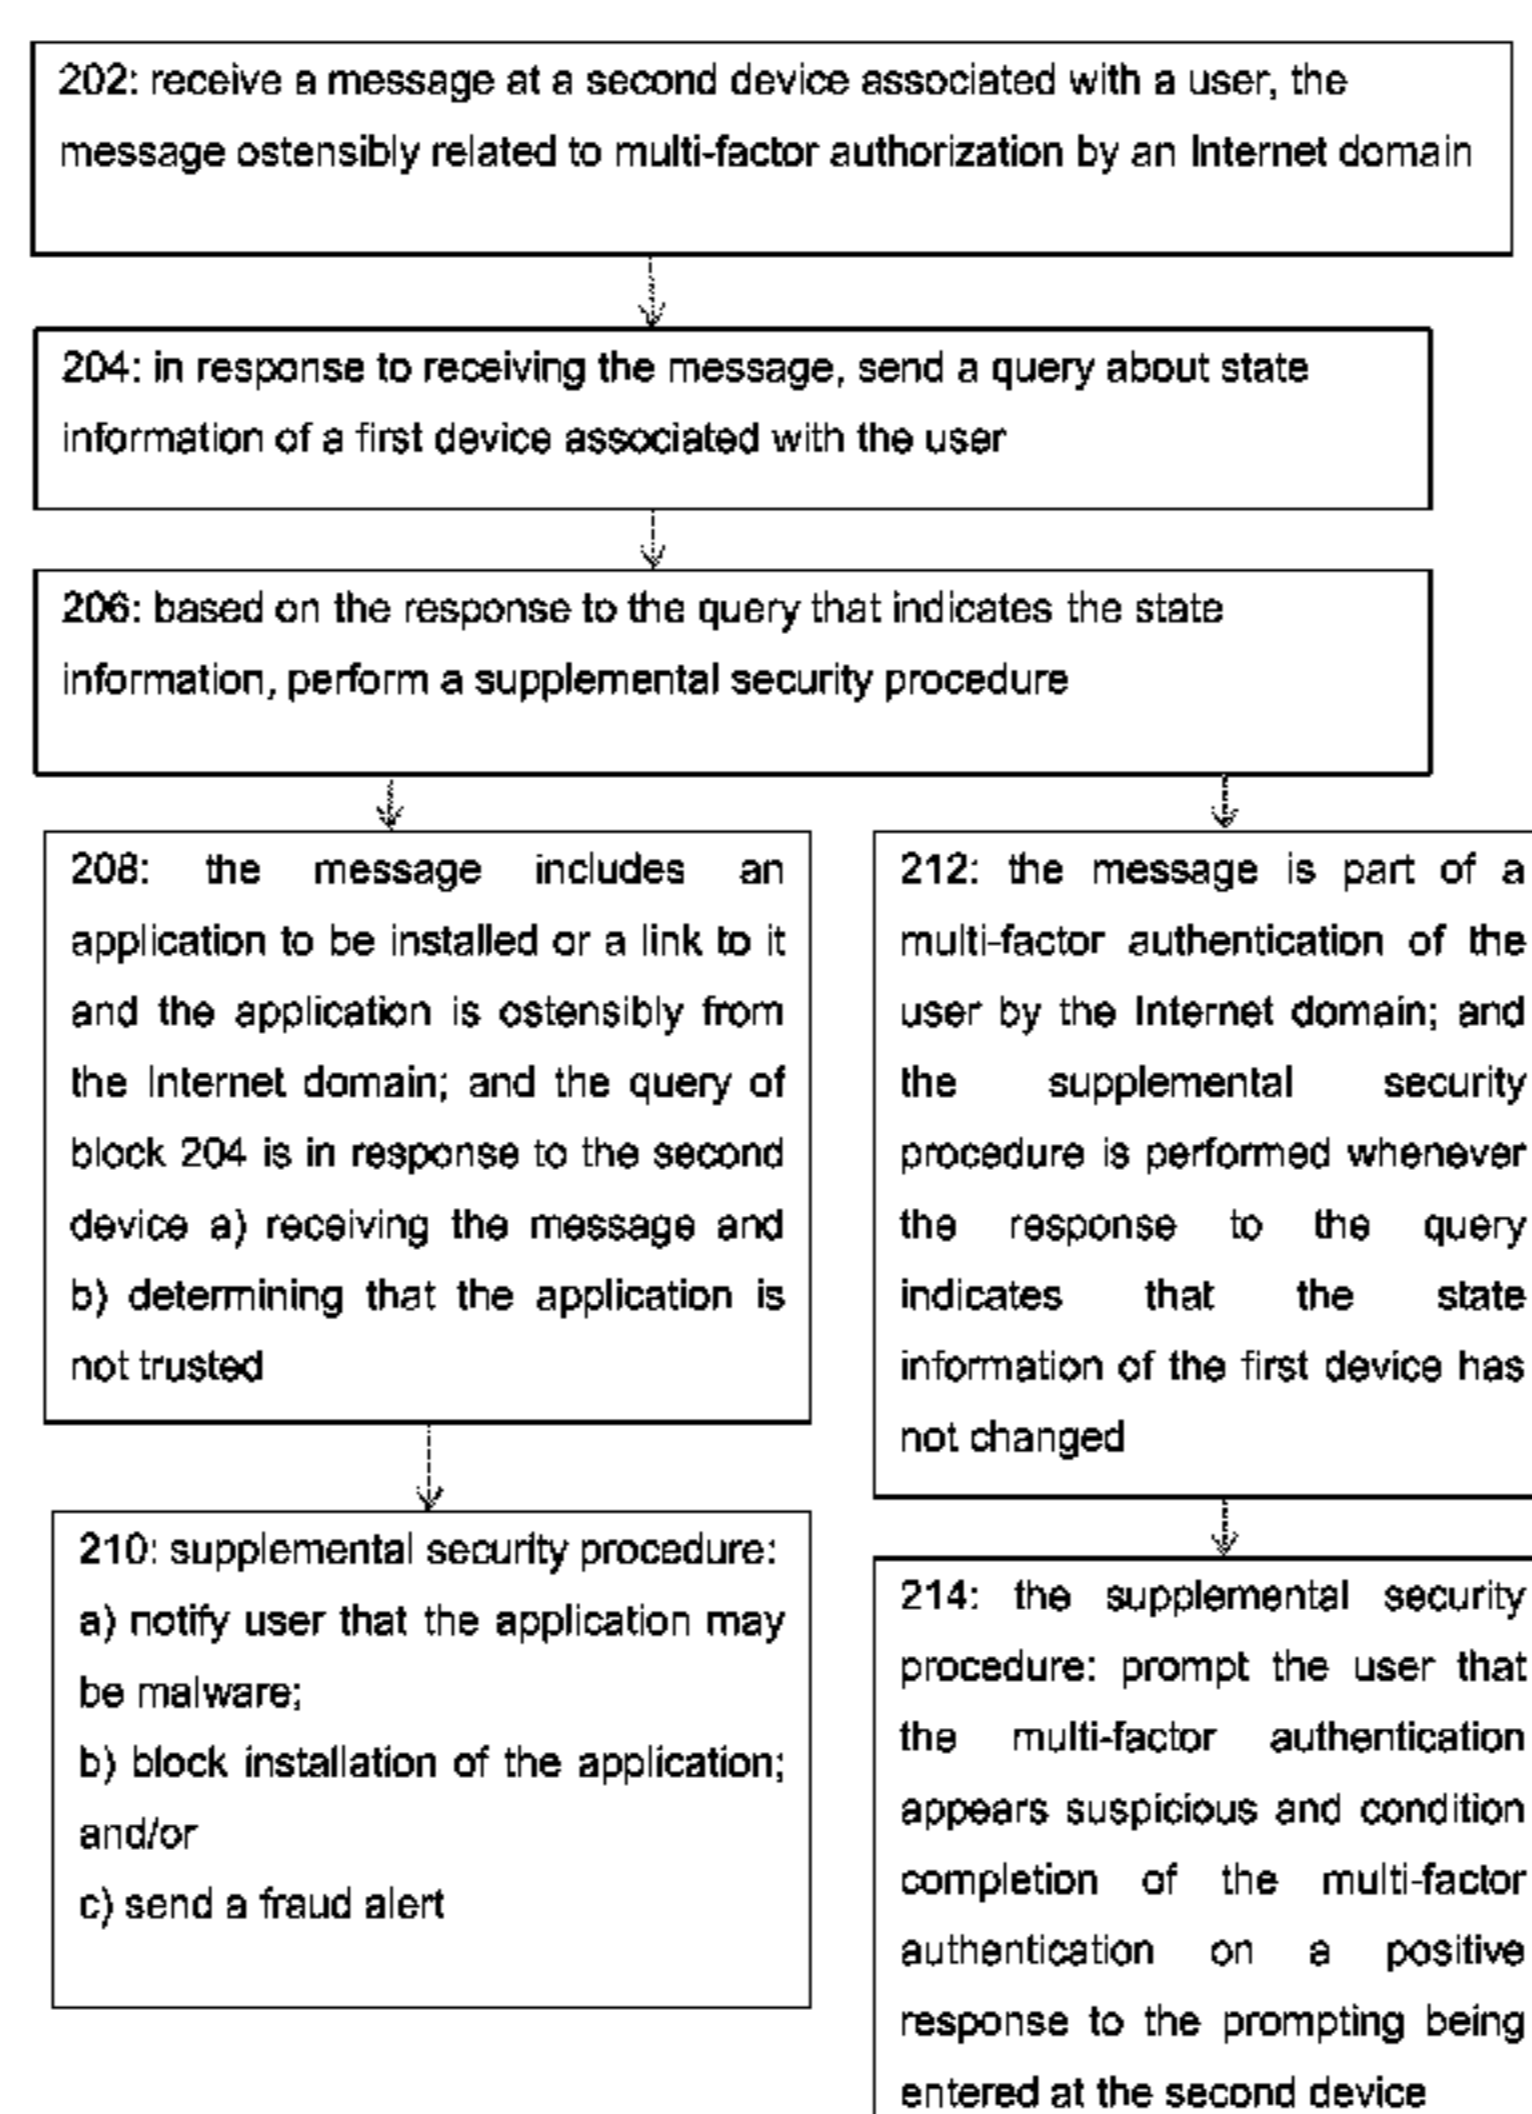 202: receive a message at a second device associated with a user, the
message ostensibly related to multi-factor authorization by an Internet domain
204: in response to receiving the message, send a query about state
information of a first device associated with the user
206: based on the response to the query that indicates the state
information, perform a supplemental security procedure
208: the message includes an
application to be installed or a link to it
and the application is ostensibly from
the Internet domain; and the query of
block 204 is in response to the second
device a) receiving the message and
b) determining that the application is
not trusted
210: supplemental security procedure:
a) notify user that the application may
be malware;
b) block installation of the application;
and/or
c) send a fraud alert
212: the message is part of a
multi-factor authentication of the
user by the Internet domain; and
the supplemental security
procedure is performed whenever
the response to the query
indicates that the state
information of the first device has
not changed
214: the supplemental security
procedure: prompt the user that
the multi-factor authentication
appears suspicious and condition
completion of the multi-factor
authentication on a positive
response to the prompting being
entered at the second device